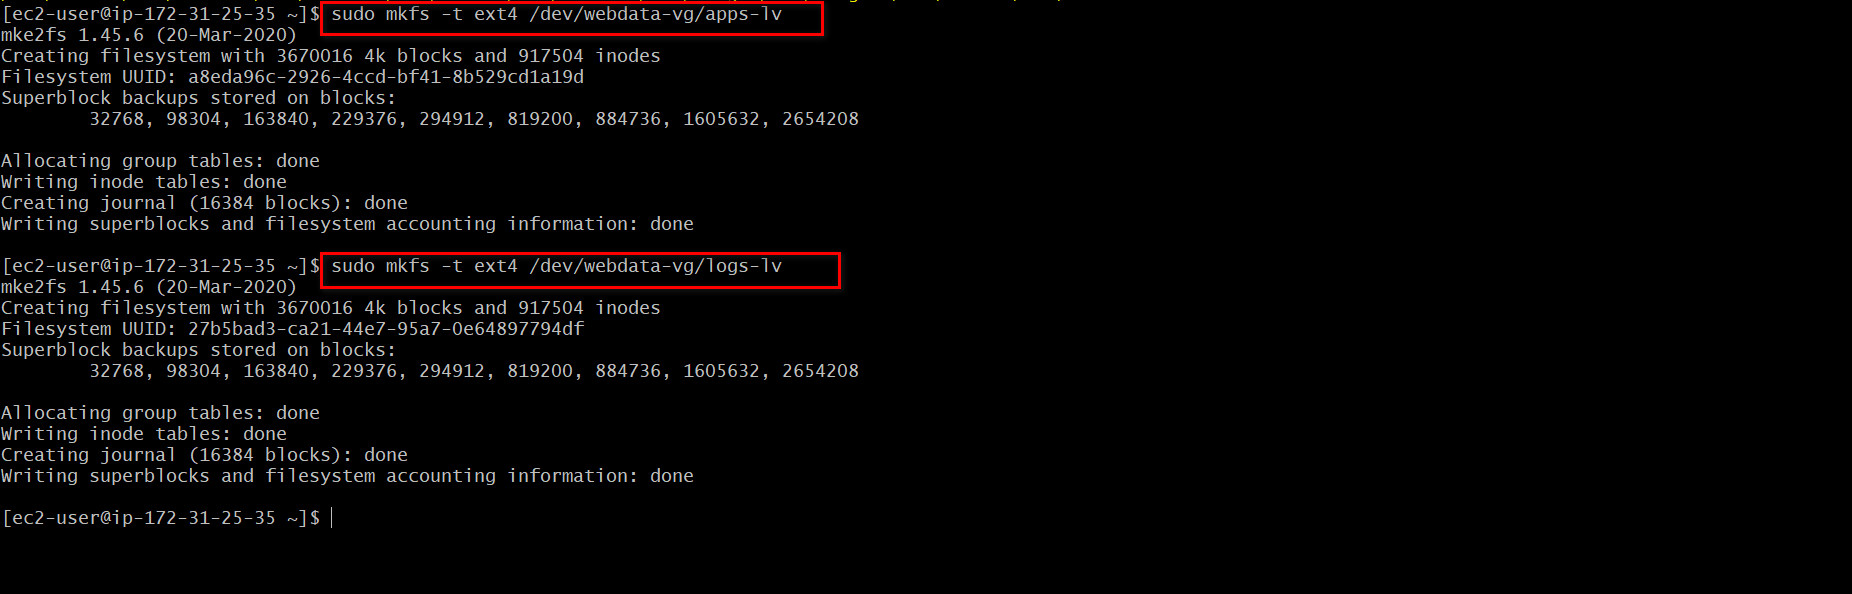 [ec2-user@ip-172-31-25-35 ~]$ sudo mkfs -t ext4 /dev/webdata-vg/apps-lv
mke2fs 1.45.6 (20-Mar-2020)
Creating filesystem with 3670016 4k blocks and 917504 inodes
Filesystem UUID: a8eda96c-2926-4ccd-bf41-8b529cd1a19d
Superblock backups stored on blocks:
        32768, 98304, 163840, 229376, 294912, 819200, 884736, 1605632, 2654208

Allocating group tables: done
Writing inode tables: done
Creating journal (16384 blocks): done
Writing superblocks and filesystem accounting information: done

[ec2-user@ip-172-31-25-35 ~]$ sudo mkfs -t ext4 /dev/webdata-vg/logs-lv
mke2fs 1.45.6 (20-Mar-2020)
Creating filesystem with 3670016 4k blocks and 917504 inodes
Filesystem UUID: 27b5bad3-ca21-44e7-95a7-0e64897794df
Superblock backups stored on blocks:
        32768, 98304, 163840, 229376, 294912, 819200, 884736, 1605632, 2654208

Allocating group tables: done
Writing inode tables: done
Creating journal (16384 blocks): done
Writing superblocks and filesystem accounting information: done

[ec2-user@ip-172-31-25-35 ~]$